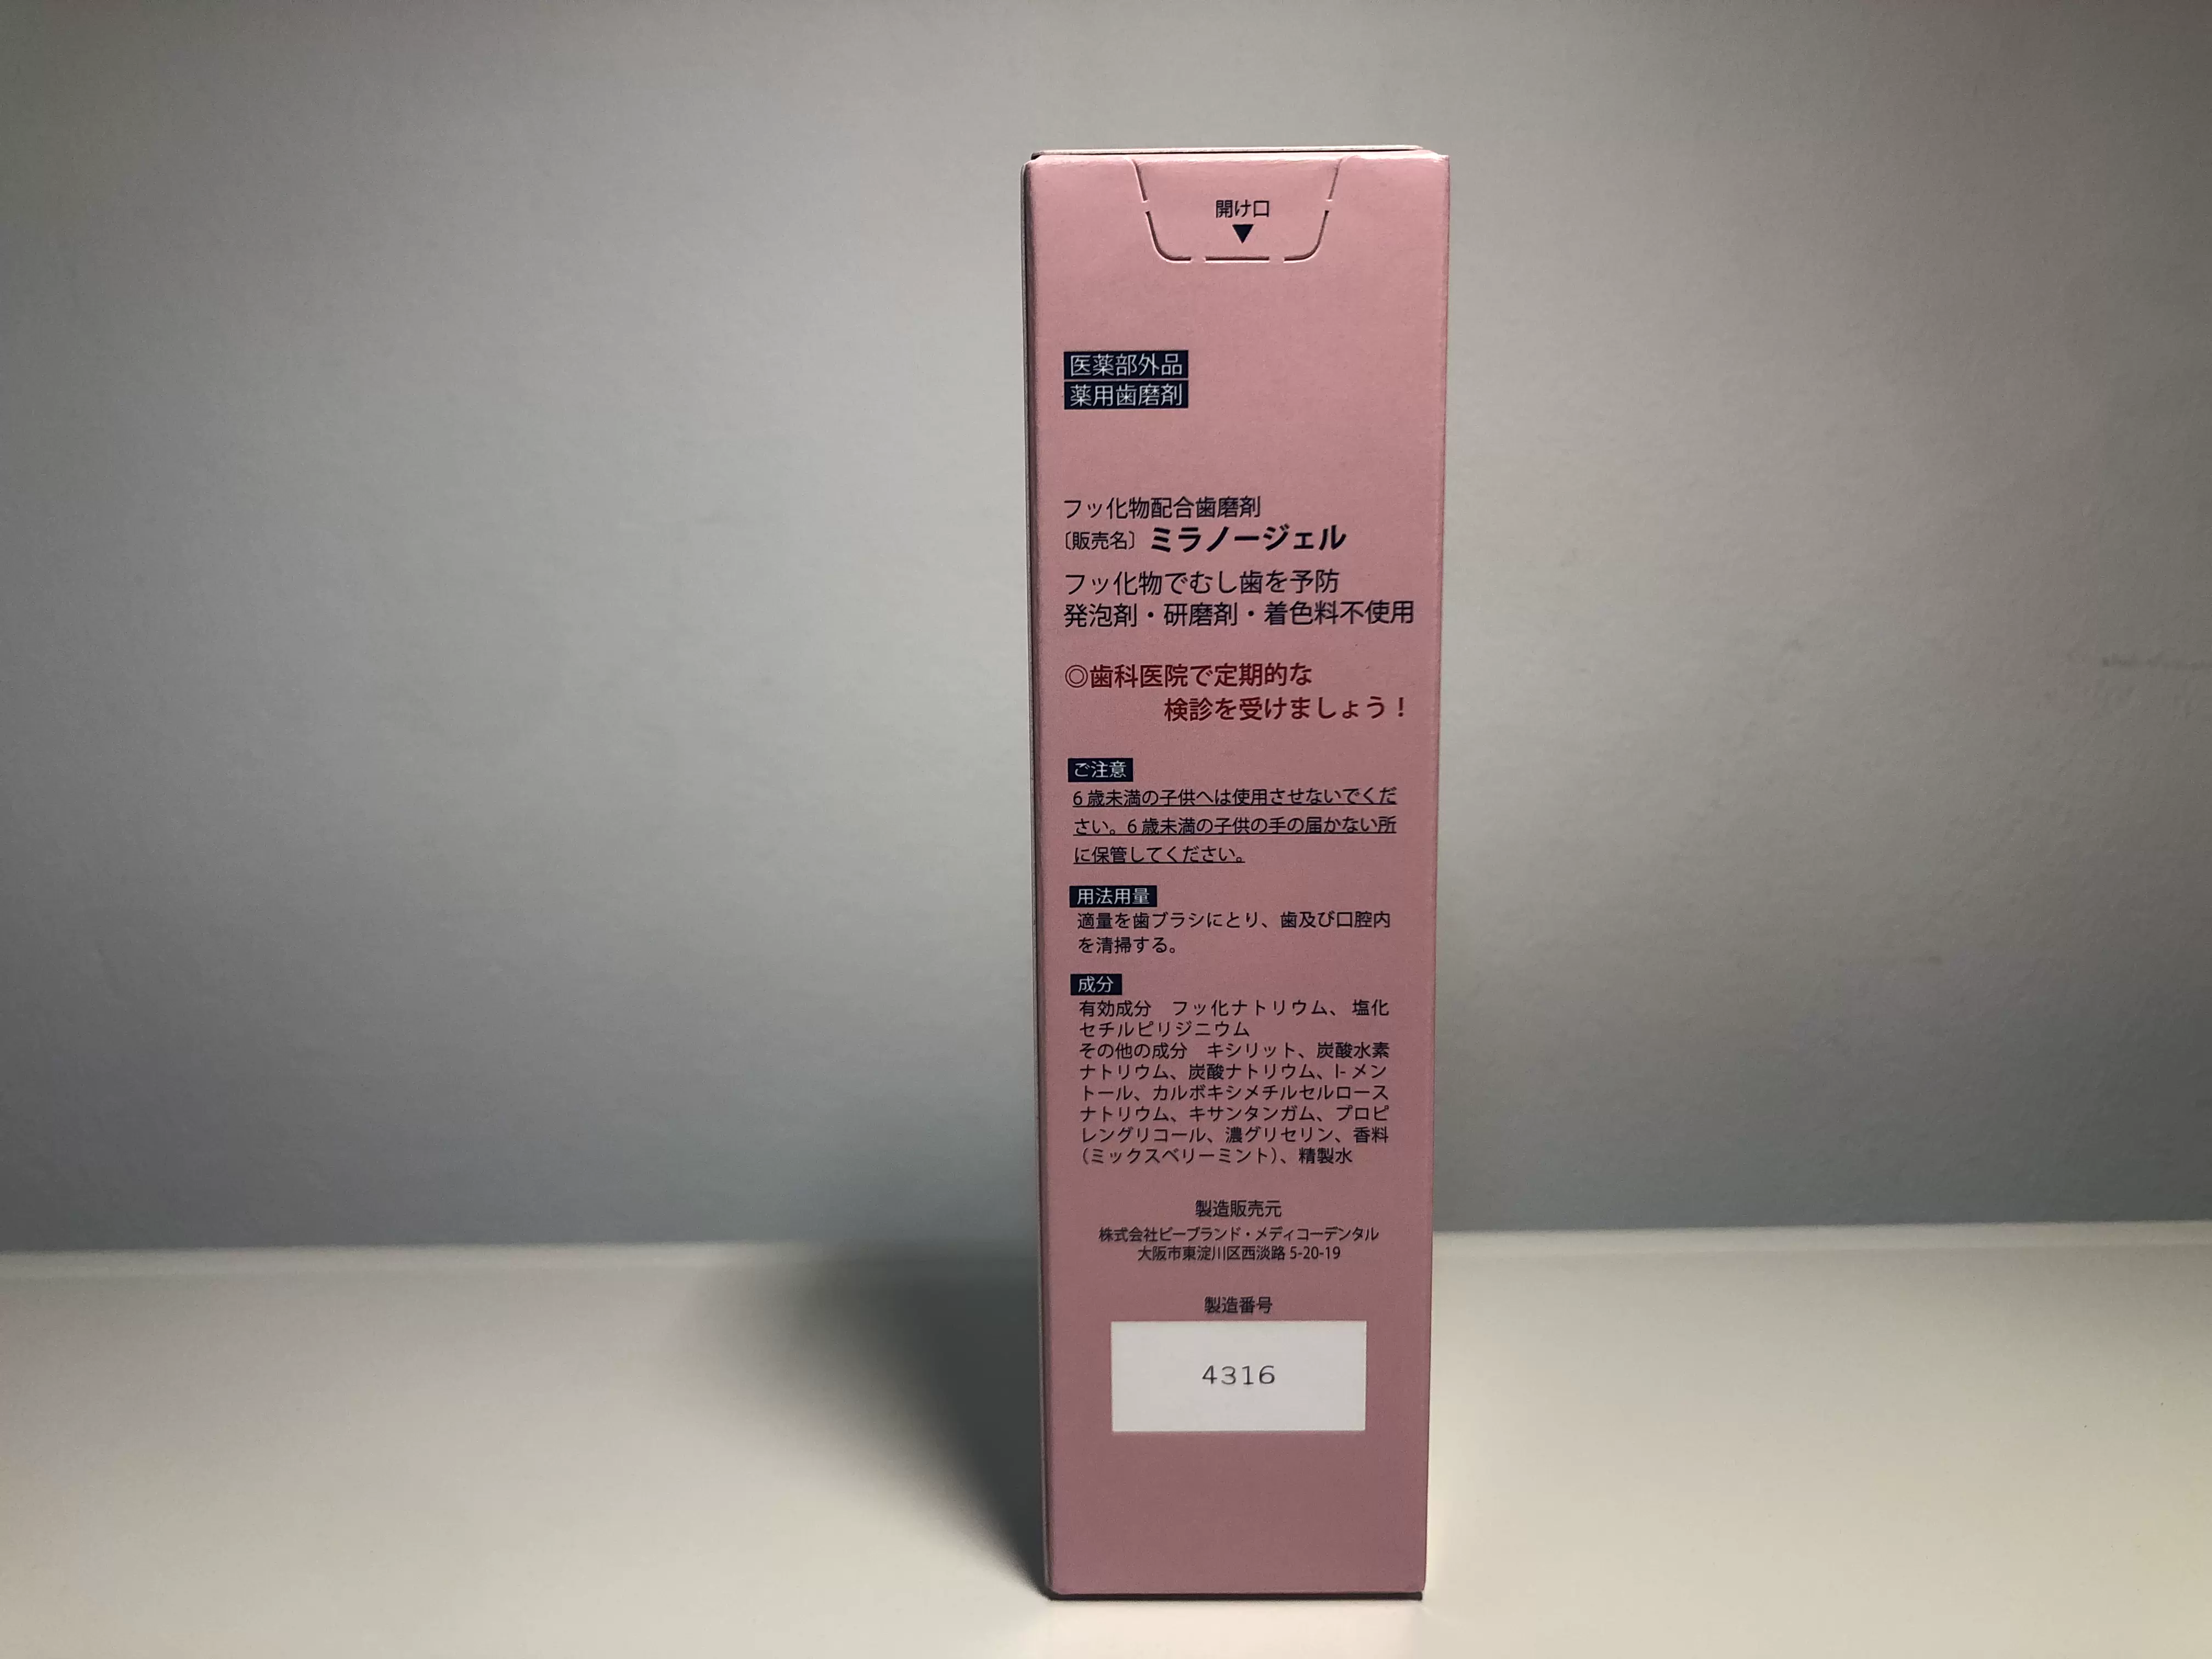 開け口
▼
医薬部外品
薬用歯磨剤
フッ化物配合歯磨剤
〔販売名〕ミラノージェル
フッ化物でむし歯を予防
発泡剤・研磨剤・着色料不使用
◎歯科医院で定期的な
検診を受けましょう!
ご注意
6歳未満の子供へは使用させないでくだ
さい。6歳未満の子供の手の届かない所
に保管してください。
用法用量
適量を歯ブラシにとり、歯及び口腔内
を清掃する。
成分
有効成分 フッ化ナトリウム、塩化
セチルピリジニウム
その他の成分 キシリット、炭酸水素
ナトリウム、炭酸ナトリウム、l-メン
トール、カルボキシメチルセルロース
ナトリウム、キサンタンガム、プロピ
レングリコール、濃グリセリン、香料
(ミックスベリーミント)、精製水
製造販売元
株式会社ビーブランド・メディコーデンタル
大阪市東淀川区西淡路 5-20-19
製造番号
4316